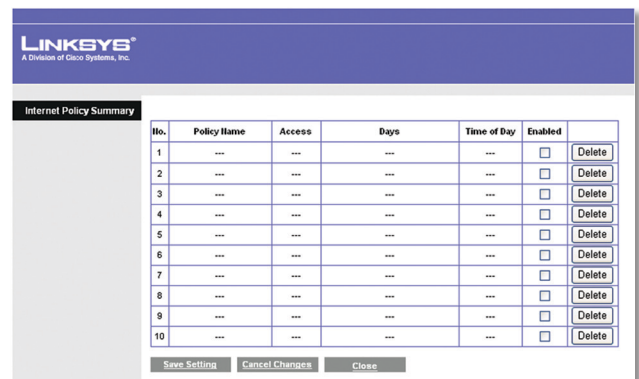 LINKSYS®
A Division of Cisco Systems, Inc.
Internet Policy Summary
No. Policy Name Access Days Time of Day Enabled
1 --- --- --- --- Delete
2 --- --- --- --- Delete
3 --- --- --- --- Delete
4 --- --- --- --- Delete
5 --- --- --- --- Delete
6 --- --- --- --- Delete
7 --- --- --- --- Delete
8 --- --- --- --- Delete
9 --- --- --- --- Delete
10 --- --- --- --- Delete
Save Setting Cancel Changes Close